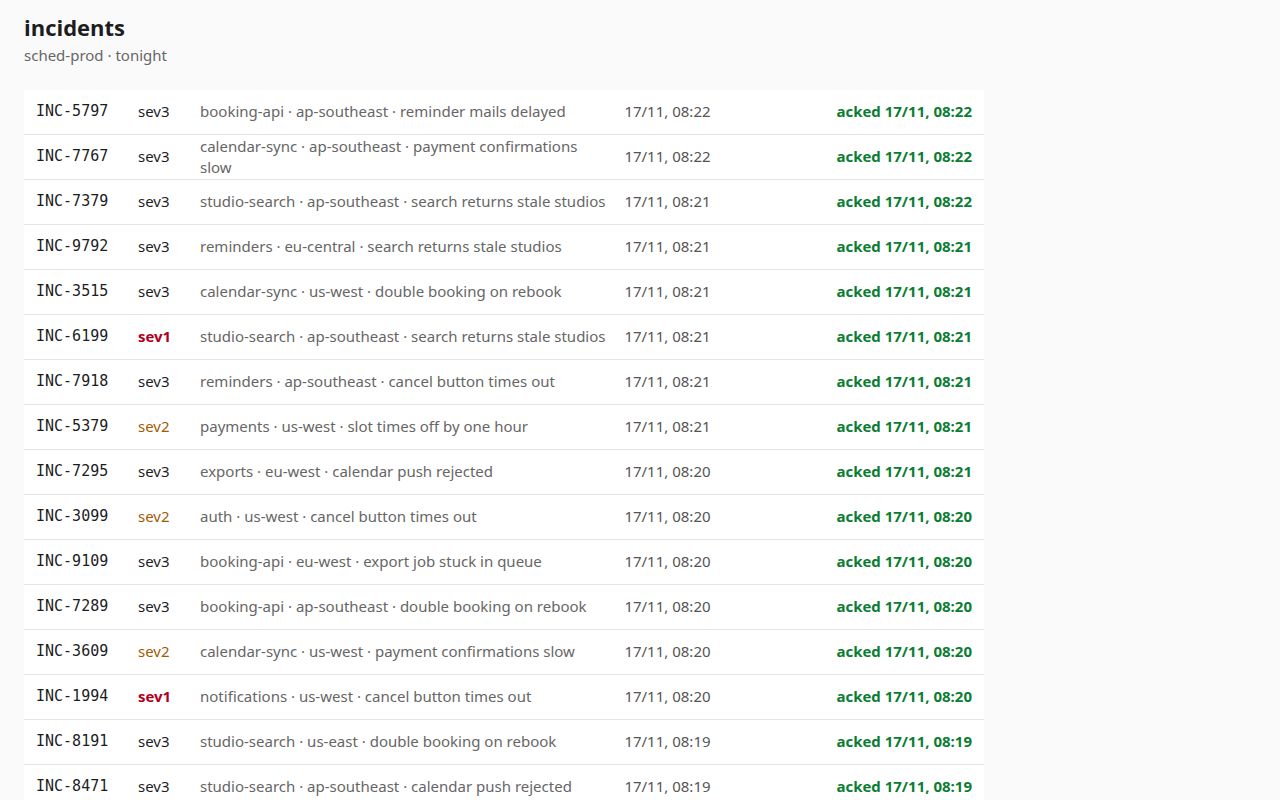 incidents
sched-prod · tonight
INC-5797 sev3 booking-api · ap-southeast · reminder mails delayed 17/11, 08:22 acked 17/11, 08:22
INC-7767 sev3 calendar-sync · ap-southeast · payment confirmations slow 17/11, 08:22 acked 17/11, 08:22
INC-7379 sev3 studio-search · ap-southeast · search returns stale studios 17/11, 08:21 acked 17/11, 08:22
INC-9792 sev3 reminders · eu-central · search returns stale studios 17/11, 08:21 acked 17/11, 08:21
INC-3515 sev3 calendar-sync · us-west · double booking on rebook 17/11, 08:21 acked 17/11, 08:21
INC-6199 sev1 studio-search · ap-southeast · search returns stale studios 17/11, 08:21 acked 17/11, 08:21
INC-7918 sev3 reminders · ap-southeast · cancel button times out 17/11, 08:21 acked 17/11, 08:21
INC-5379 sev2 payments · us-west · slot times off by one hour 17/11, 08:21 acked 17/11, 08:21
INC-7295 sev3 exports · eu-west · calendar push rejected 17/11, 08:20 acked 17/11, 08:21
INC-3099 sev2 auth · us-west · cancel button times out 17/11, 08:20 acked 17/11, 08:20
INC-9109 sev3 booking-api · eu-west · export job stuck in queue 17/11, 08:20 acked 17/11, 08:20
INC-7289 sev3 booking-api · ap-southeast · double booking on rebook 17/11, 08:20 acked 17/11, 08:20
INC-3609 sev2 calendar-sync · us-west · payment confirmations slow 17/11, 08:20 acked 17/11, 08:20
INC-1994 sev1 notifications · us-west · cancel button times out 17/11, 08:20 acked 17/11, 08:20
INC-8191 sev3 studio-search · us-east · double booking on rebook 17/11, 08:19 acked 17/11, 08:19
INC-8471 sev3 studio-search · ap-southeast · calendar push rejected 17/11, 08:19 acked 17/11, 08:19